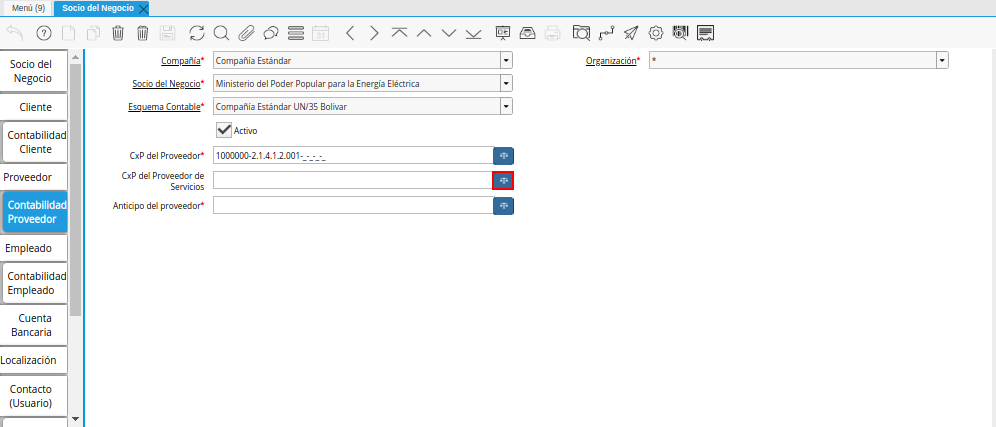 Menú (9)
Socio del Negocio
Socio del
Negocio
Cliente
Contabilidad
Cliente
Proveedor
Contabilidad
Proveedor
Empleado
Contabilidad
Empleado
Cuenta
Bancaria
Localización
Contacto
(Usuario)
Compañía* Compañía Estándar
Organización* *
Socio del Negocio* Ministerio del Poder Popular para la Energía Eléctrica
Esquema Contable* Compañía Estándar UN/35 Bolivar
Activo
CxP del Proveedor* 1000000-2.1.4.1.2.001-_-_-_-_
CxP del Proveedor de
Servicios
Anticipo del proveedor*